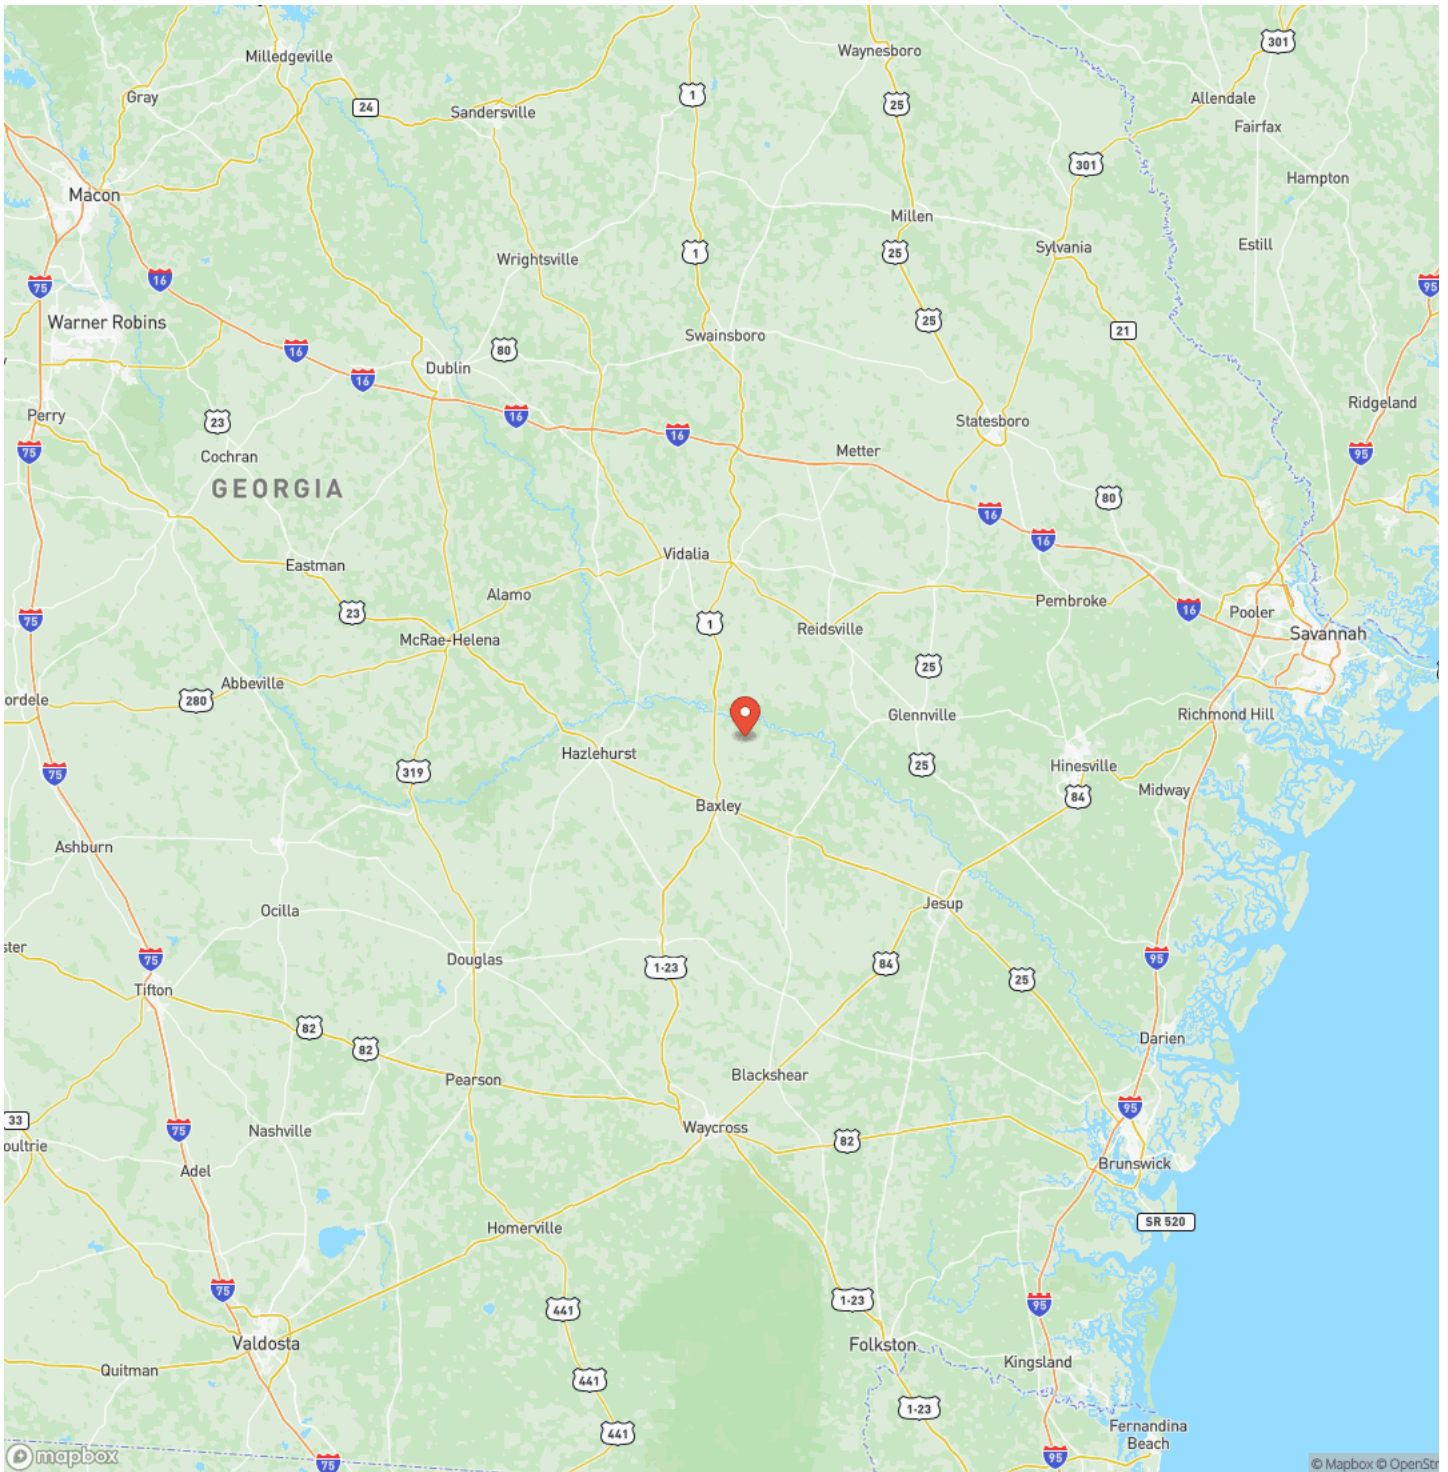 Milledgeville
Waynesboro
301
Gray
24
Sandersville
1
25
Allendale
Fairfax
301
Macon
Hampton
Millen
1
25
Sylvania
Estill
Wrightsville
16
75
95
Warner Robins
25
21
Swainsboro
80
16
Dublin
16
Ridgeland
Perry
23
16
Statesboro
16
Metter
75
95
Cochran
GEORGIA
80
16
16
Vidalia
Eastman
Alamo
Pembroke
16
Pooler
23
75
1
Reidsville
Savannah
McRae-Helena
25
Abbeville
280
ordele
Glennville
Richmond Hill
Hazlehurst
25
Hinesville
319
75
Midway
84
Baxley
Ashburn
Jesup
Ocilla
ster
75
Douglas
1-23
84
95
25
Tifton
82
82
Darien
Blackshear
Pearson
95
33
75
Nashville
Waycross
82
oultrie
Adel
Brunswick
SR 520
Homerville
75
441
1-23
95
Valdosta
Folkston
Kingsland
Quitman
441
1-23
441
Fernandina
Beach
mapbox
75
95
© Mapbox © OpenStr